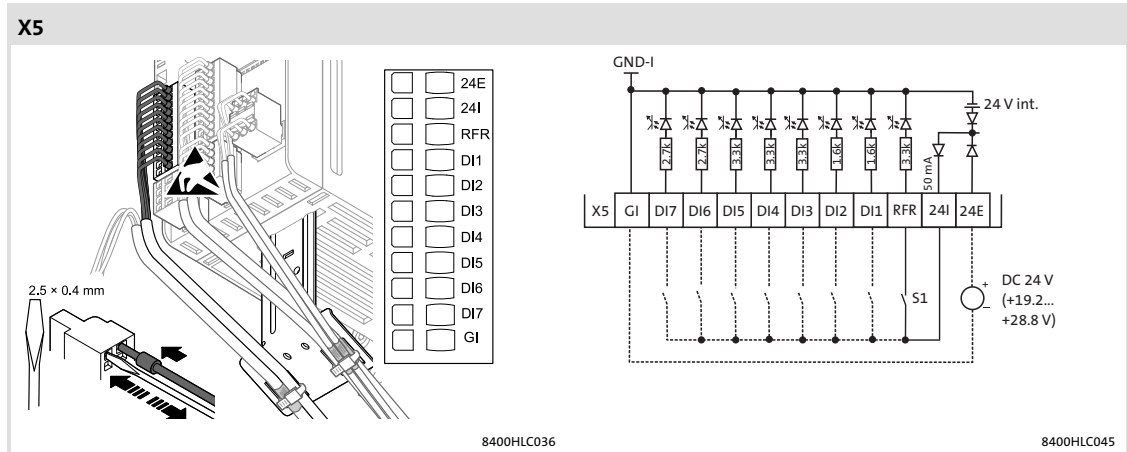 X5
24E
24I
RFR
DI1
DI2
DI3
DI4
DI5
DI6
DI7
GI
2.5 × 0.4 mm
8400HLC036
GND-I
24 V int.
2.7k 2.7k 3.3k 3.3k 3.3k 1.6k 1.6k 3.3k 50 mA
X5 GI DI7 DI6 DI5 DI4 DI3 DI2 DI1 RFR 24I 24E
S1
+
–
DC 24 V
(+19.2...
+28.8 V)
8400HLC045